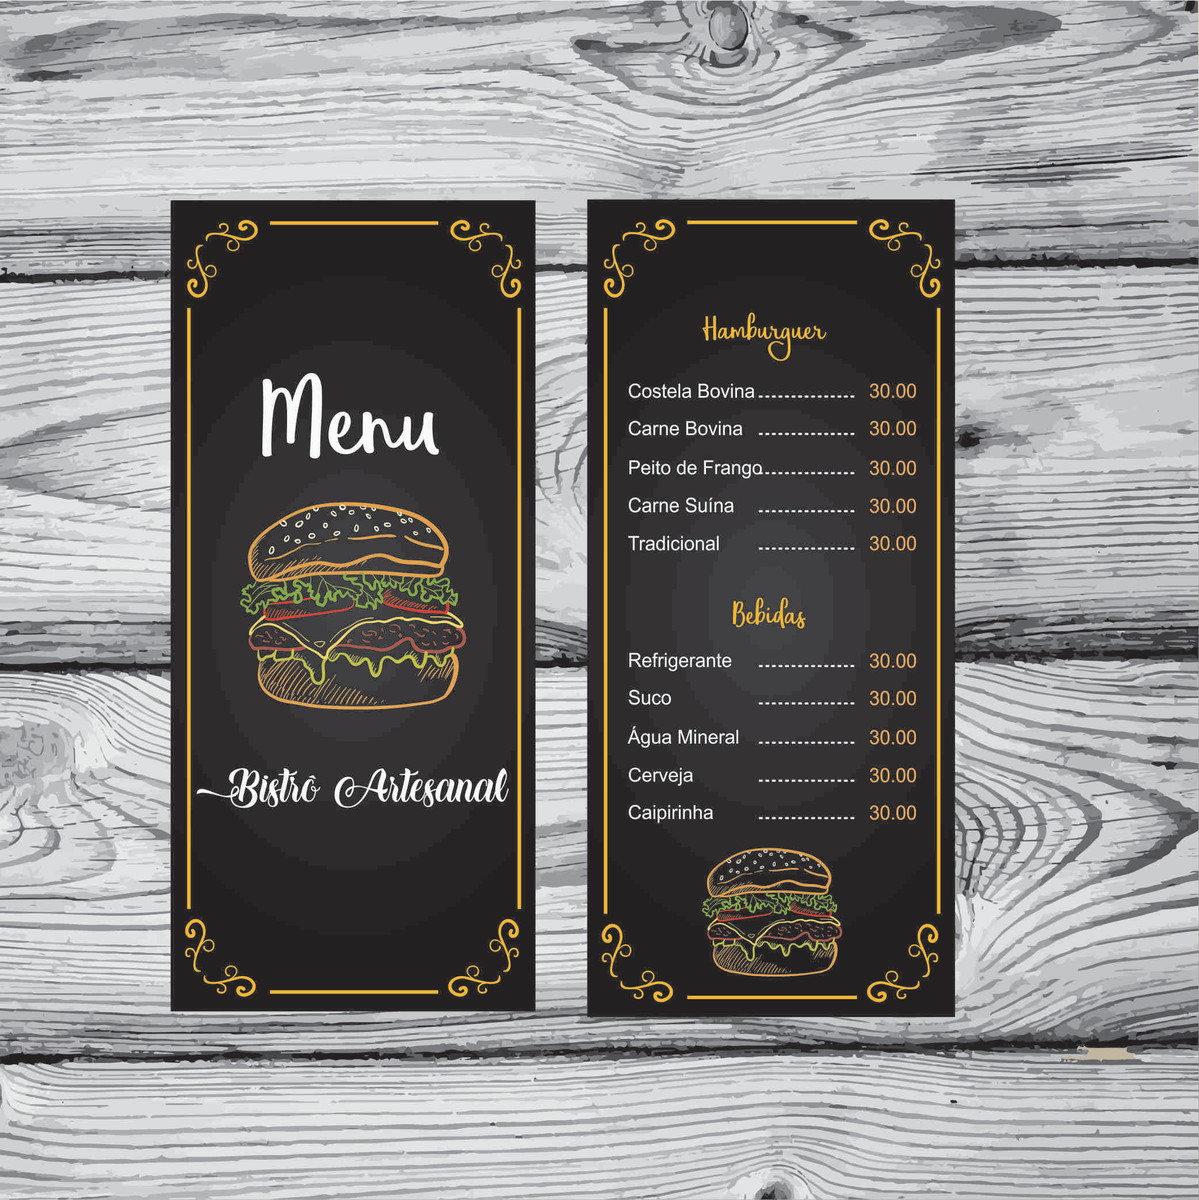 Menu
Bistrô Artesanal
Hamburguer
Costela Bovina ................. 30.00
Carne Bovina ................. 30.00
Peito de Frango ................. 30.00
Carne Suína ................. 30.00
Tradicional ................. 30.00
Bebidas
Refrigerante ................. 30.00
Suco ................. 30.00
Água Mineral ................. 30.00
Cerveja ................. 30.00
Caipirinha ................. 30.00